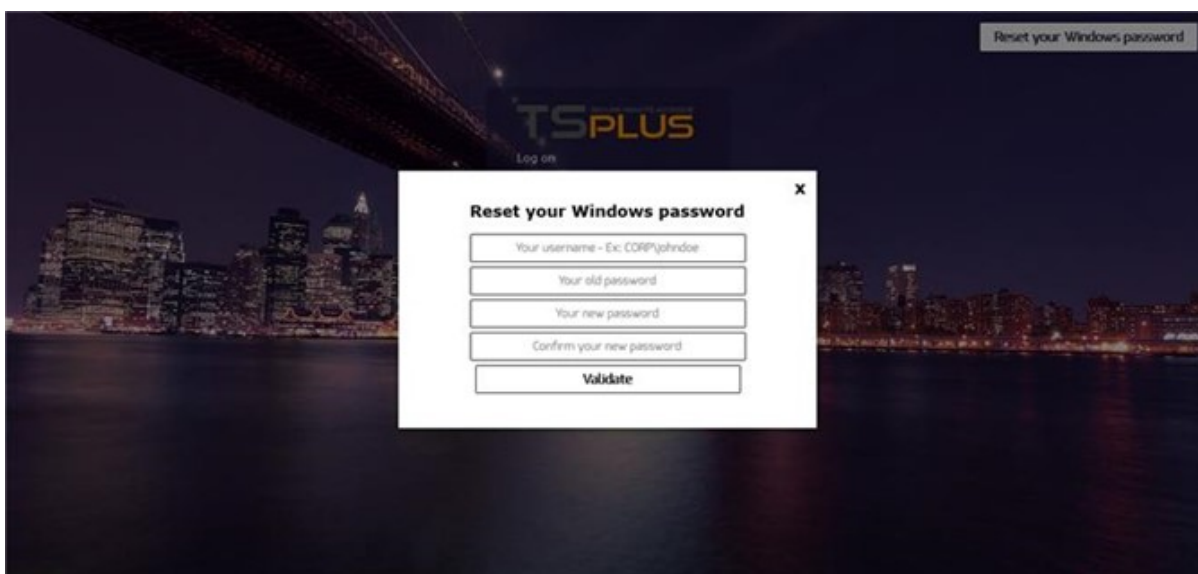 Reset your Windows password
TSPLUS
Log on
x
Reset your Windows password
Your username - Ex: CORP\johndoe
Your old password
Your new password
Confirm your new password
Validate